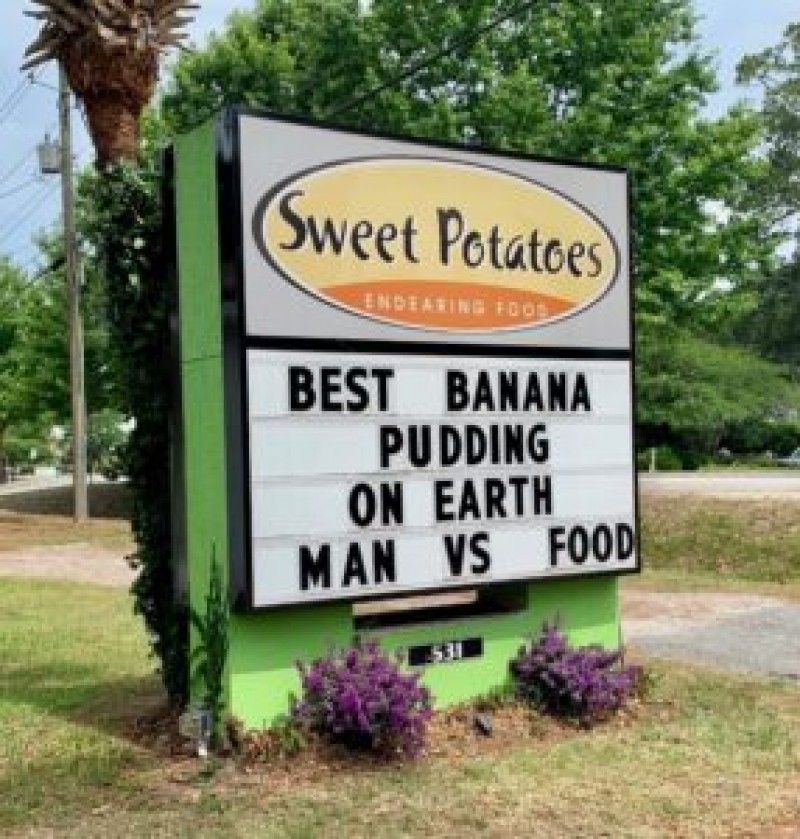 Sweet Potatoes
ENDEARING FOOD
BEST BANANA
PUDDING
ON EARTH
MAN VS FOOD
531